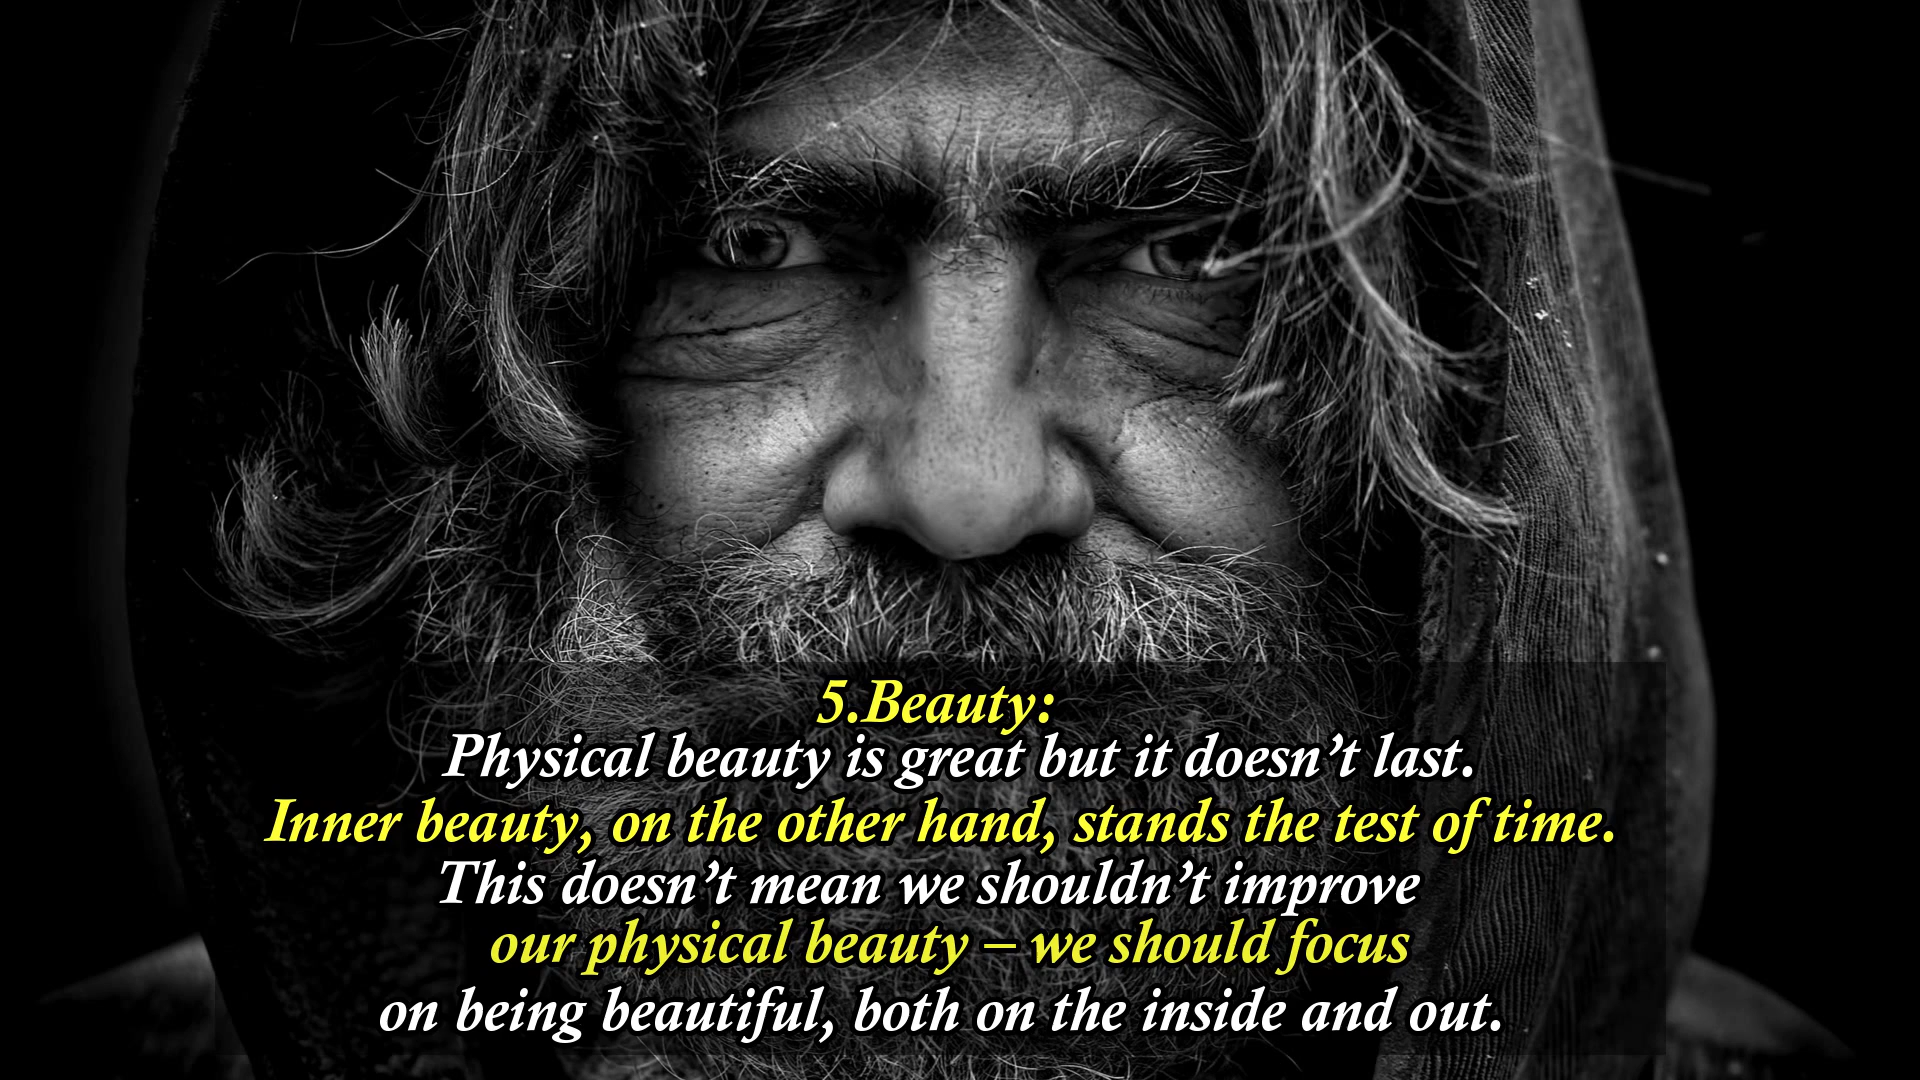 5.Beauty:
Physical beauty is great but it doesn’t last.
Inner beauty, on the other hand, stands the test of time.
This doesn’t mean we shouldn’t improve
our physical beauty – we should focus
on being beautiful, both on the inside and out.